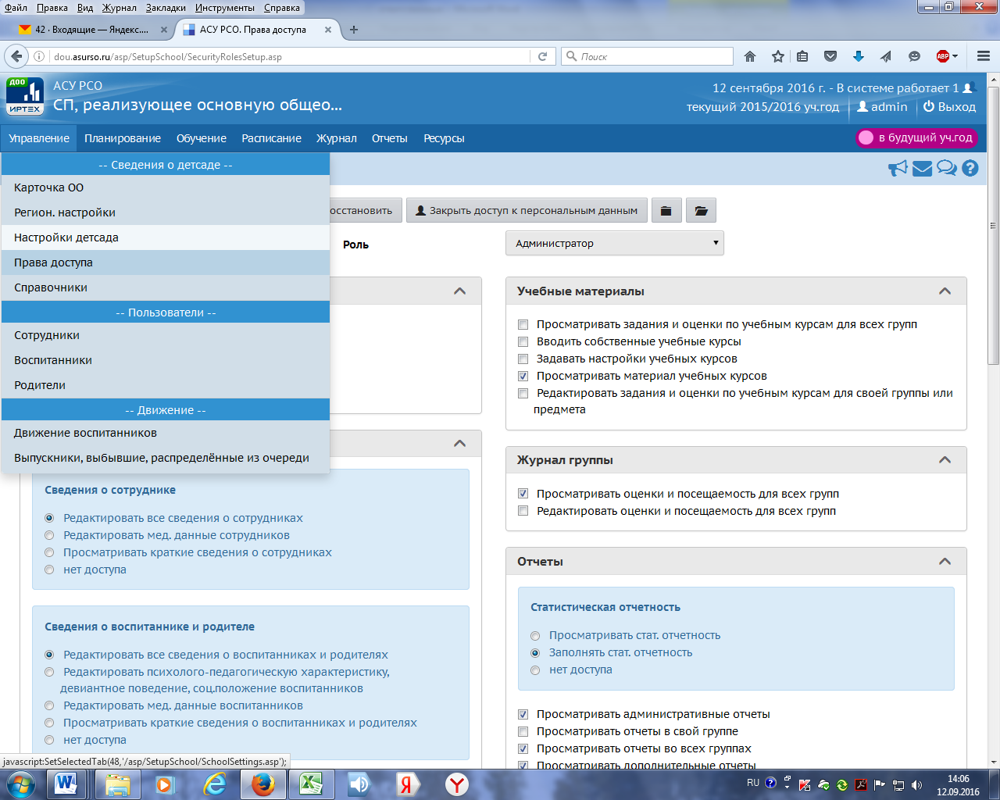 Файл Правка Вид Журнал Закладки Инструменты Справка
42 · Входящие — Яндекс.... АСУ РСО. Права доступа
dou.asurso.ru/asp/SetupSchool/SecurityRolesSetup.asp Поиск ABP
ДОО
ИРТЕХ
АСУ РСО
СП, реализующее основную общео...
12 сентября 2016 г. - В системе работает 1
текущий 2015/2016 уч.год admin Выход
Управление Планирование Обучение Расписание Журнал Отчеты Ресурсы в будущий уч.год
-- Сведения о детсаде --
Карточка ОО
Регион. настройки
Настройки детсада
Права доступа
Справочники
-- Пользователи --
Сотрудники
Воспитанники
Родители
-- Движение --
Движение воспитанников
Выпускники, выбывшие, распределённые из очереди
осстановить Закрыть доступ к персональным данным
Роль Администратор
Сведения о сотруднике
Редактировать все сведения о сотрудниках
Редактировать мед. данные сотрудников
Просматривать краткие сведения о сотрудниках
нет доступа
Сведения о воспитаннике и родителе
Редактировать все сведения о воспитанниках и родителях
Редактировать психолого-педагогическую характеристику,
девиантное поведение, соц.положение воспитанников
Редактировать мед. данные воспитанников
Просматривать краткие сведения о воспитанниках и родителях
нет доступа
Учебные материалы
Просматривать задания и оценки по учебным курсам для всех групп
Вводить собственные учебные курсы
Задавать настройки учебных курсов
Просматривать материал учебных курсов
Редактировать задания и оценки по учебным курсам для своей группы или
предмета
Журнал группы
Просматривать оценки и посещаемость для всех групп
Редактировать оценки и посещаемость для всех групп
Отчеты
Статистическая отчетность
Просматривать стат. отчетность
Заполнять стат. отчетность
нет доступа
Просматривать административные отчеты
Просматривать отчеты в свой группе
Просматривать отчеты во всех группах
Просматривать дополнительные отчеты
javascript:SetSelectedTab(48,'/asp/SetupSchool/SchoolSettings.asp');
RU 14:06
12.09.2016